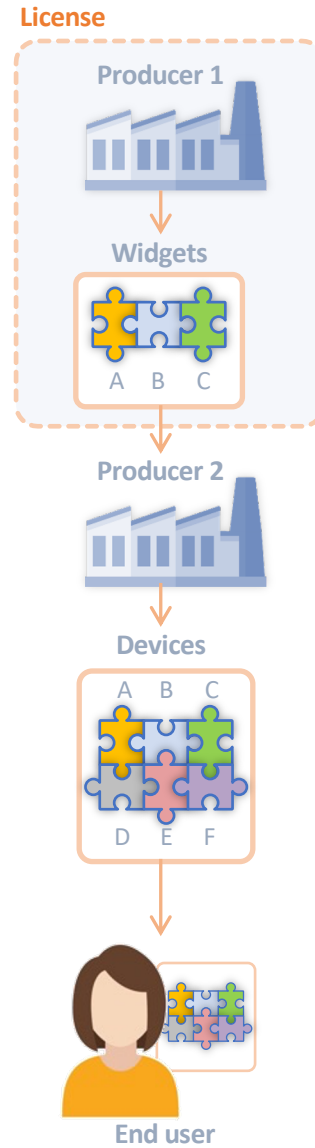 License
Producer 1
Widgets
A B C
Producer 2
Devices
A B C
D E F
End user